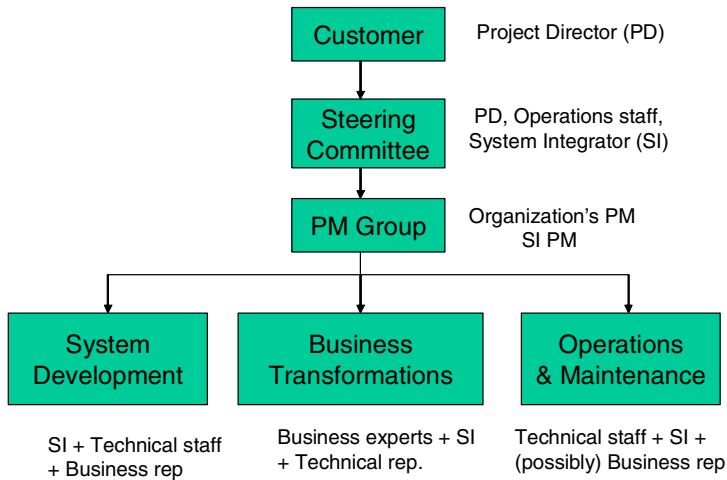 Customer
Project Director (PD)
Steering
Committee
PD, Operations staff,
System Integrator (SI)
PM Group
Organization's PM
SI PM
System
Development
Business
Transformations
Operations
& Maintenance
SI + Technical staff
+ Business rep
Business experts + SI
+ Technical rep.
Technical staff + SI +
(possibly) Business rep